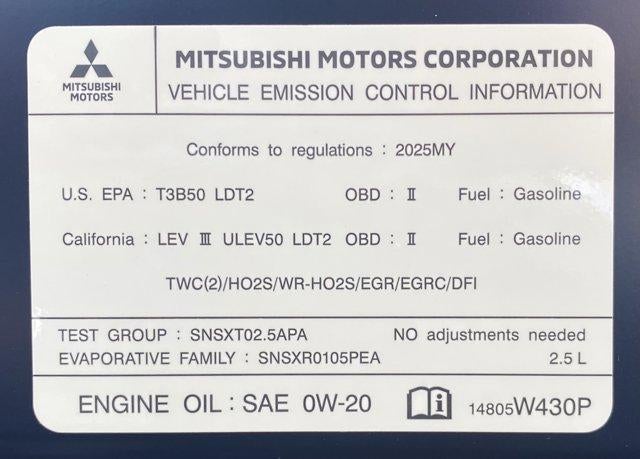 MITSUBISHI
MOTORS
MITSUBISHI MOTORS CORPORATION
VEHICLE EMISSION CONTROL INFORMATION
Conforms to regulations : 2025MY
U.S. EPA : T3B50 LDT2 OBD : Ⅱ Fuel : Gasoline
California : LEV Ⅲ ULEV50 LDT2 OBD : Ⅱ Fuel : Gasoline
TWC(2)/HO2S/WR-HO2S/EGR/EGRC/DFI
TEST GROUP : SNSXT02.5APA NO adjustments needed
EVAPORATIVE FAMILY : SNSXR0105PEA 2.5 L
ENGINE OIL : SAE 0W-20 i 14805W430P